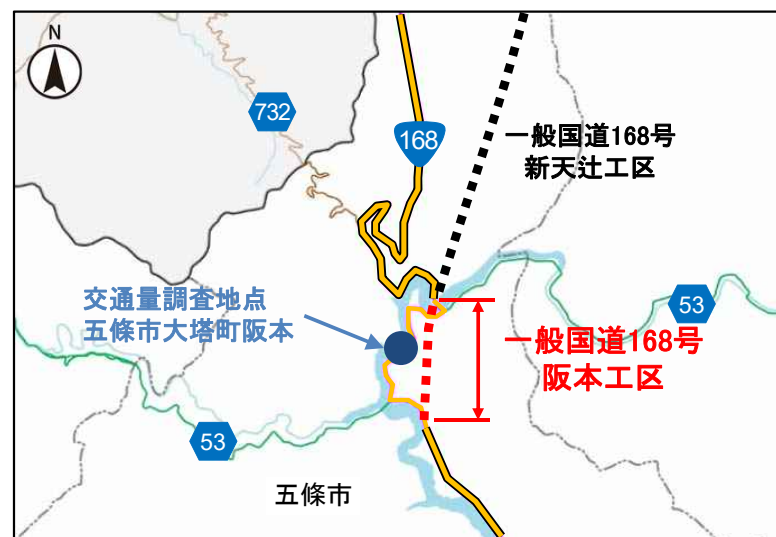 N
732
168
一般国道168号
新天辻工区
交通量調査地点
五條市大塔町阪本
53
一般国道168号
阪本工区
53
五條市